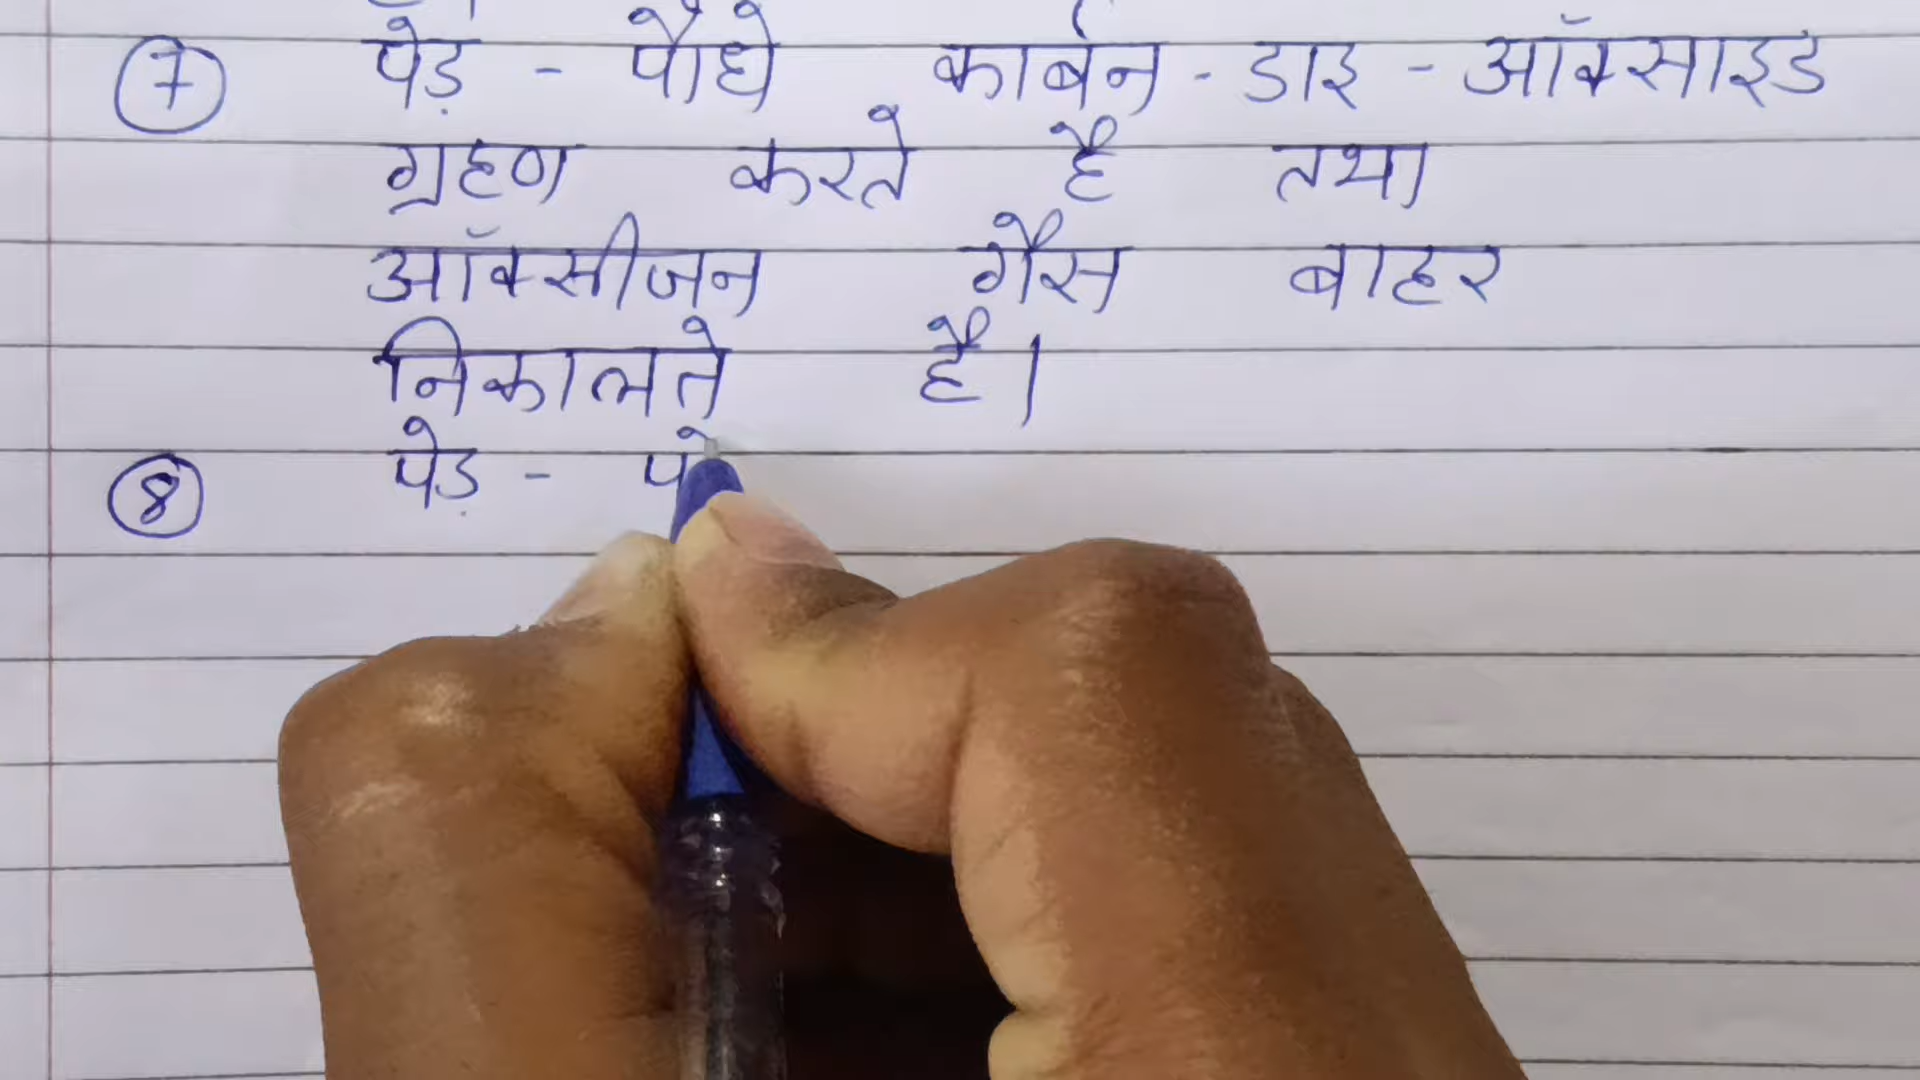 ⑦ पेड़ - पौधे कार्बन - डाइ - ऑक्साइड
ग्रहण करते है तथा
ऑक्सीजन गैस बाहर
निकालते है।
⑧ पेड़ -